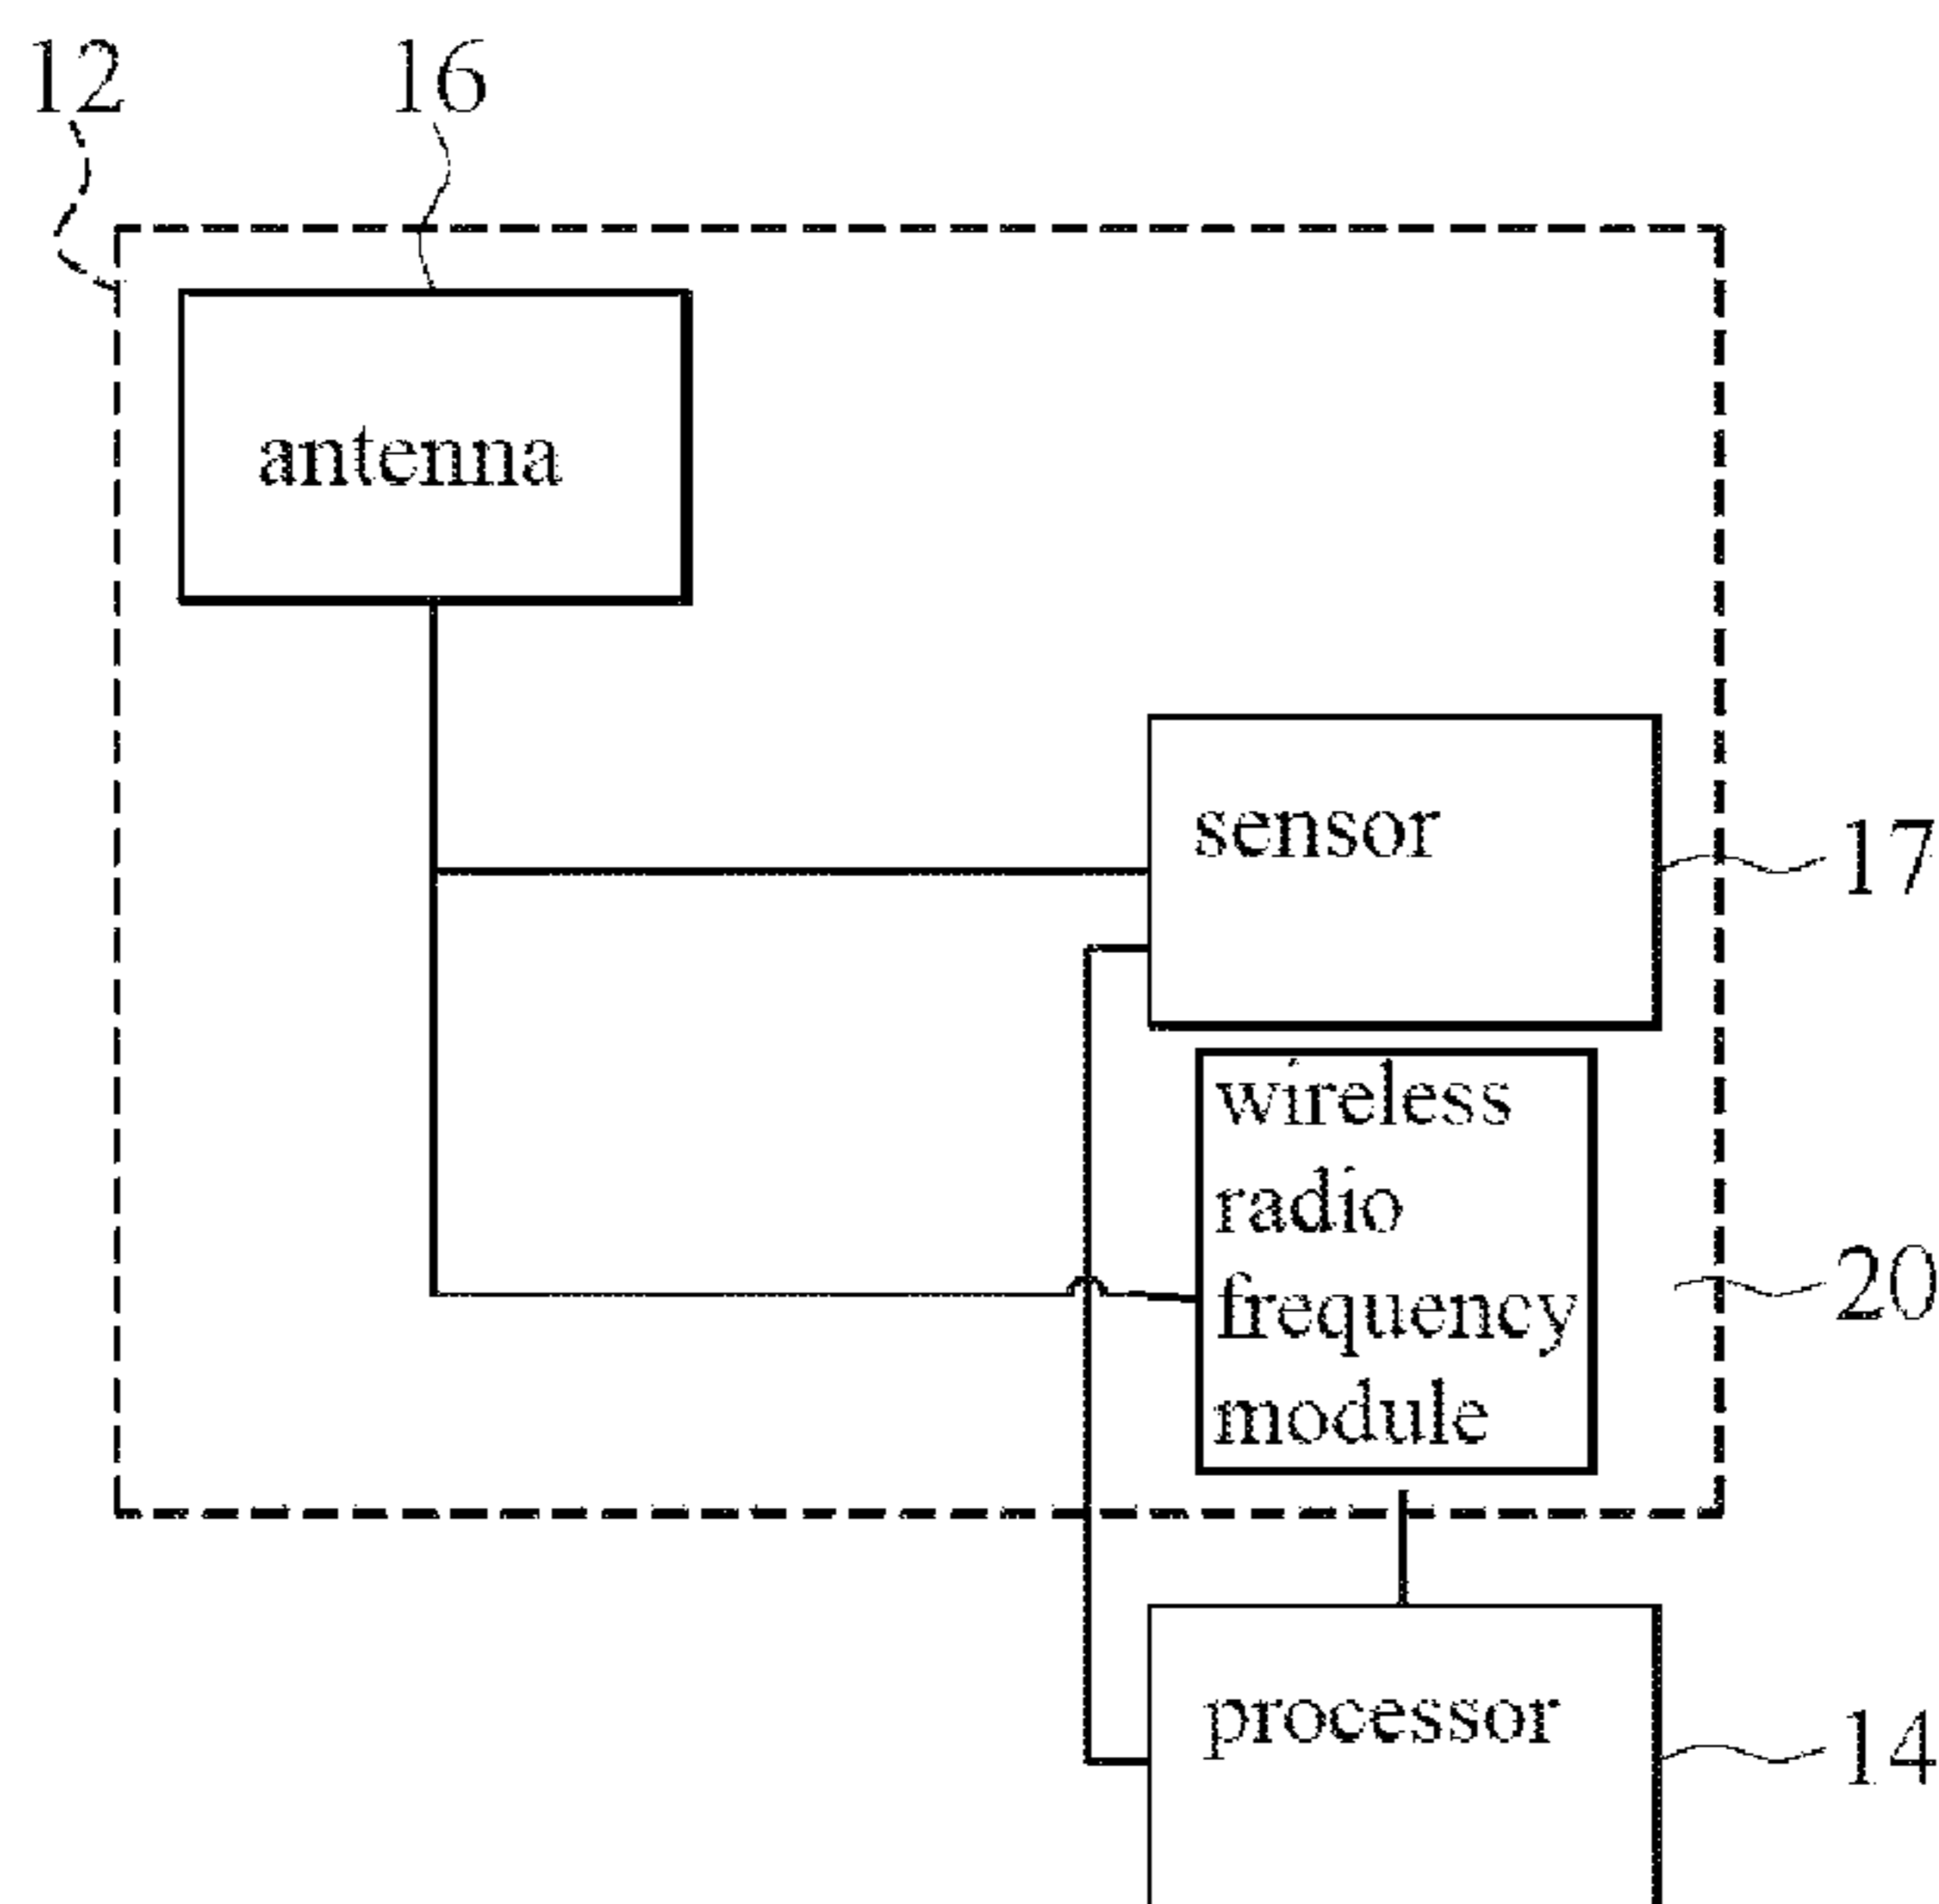 12
16
antenna
sensor
17
wireless
radio
frequency
module
20
processor
14